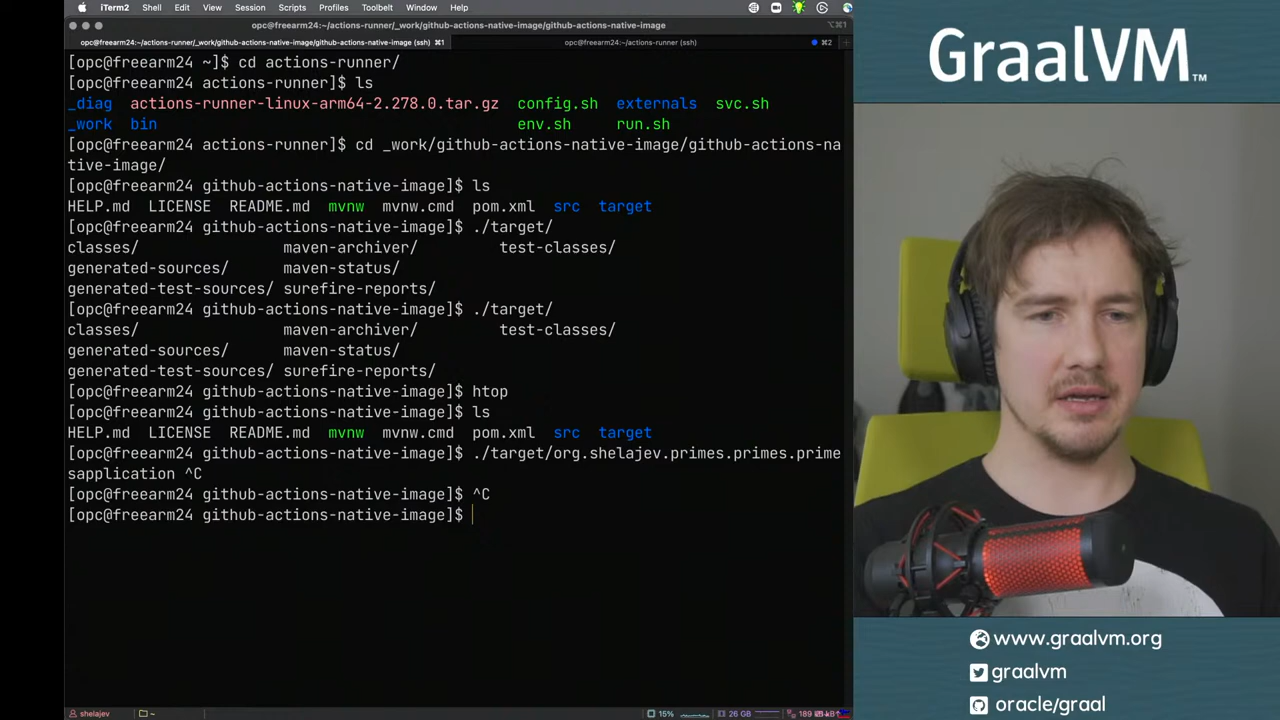 iTerm2 Shell Edit View Session Scripts Profiles Toolbelt Window Help
opc@freearm24:~/actions-runner/_work/github-actions-native-image/github-actions-native-image
⌥⌘1
opc@freearm24:~/actions-runner/_work/github-actions-native-image/github-actions-native-image (ssh) ⌘1
opc@freearm24:~/actions-runner (ssh) ⌘2
[opc@freearm24 ~]$ cd actions-runner/
[opc@freearm24 actions-runner]$ ls
_diag actions-runner-linux-arm64-2.278.0.tar.gz config.sh externals svc.sh
_work bin env.sh run.sh
[opc@freearm24 actions-runner]$ cd _work/github-actions-native-image/github-actions-na
tive-image/
[opc@freearm24 github-actions-native-image]$ ls
HELP.md LICENSE README.md mvnw mvnw.cmd pom.xml src target
[opc@freearm24 github-actions-native-image]$ ./target/
classes/ maven-archiver/ test-classes/
generated-sources/ maven-status/
generated-test-sources/ surefire-reports/
[opc@freearm24 github-actions-native-image]$ ./target/
classes/ maven-archiver/ test-classes/
generated-sources/ maven-status/
generated-test-sources/ surefire-reports/
[opc@freearm24 github-actions-native-image]$ htop
[opc@freearm24 github-actions-native-image]$ ls
HELP.md LICENSE README.md mvnw mvnw.cmd pom.xml src target
[opc@freearm24 github-actions-native-image]$ ./target/org.shelajev.primes.primes.prime
sapplication ^C
[opc@freearm24 github-actions-native-image]$ ^C
[opc@freearm24 github-actions-native-image]$
shelajev ~ 15% 26 GB
GraalVM™
www.graalvm.org
graalvm
oracle/graal